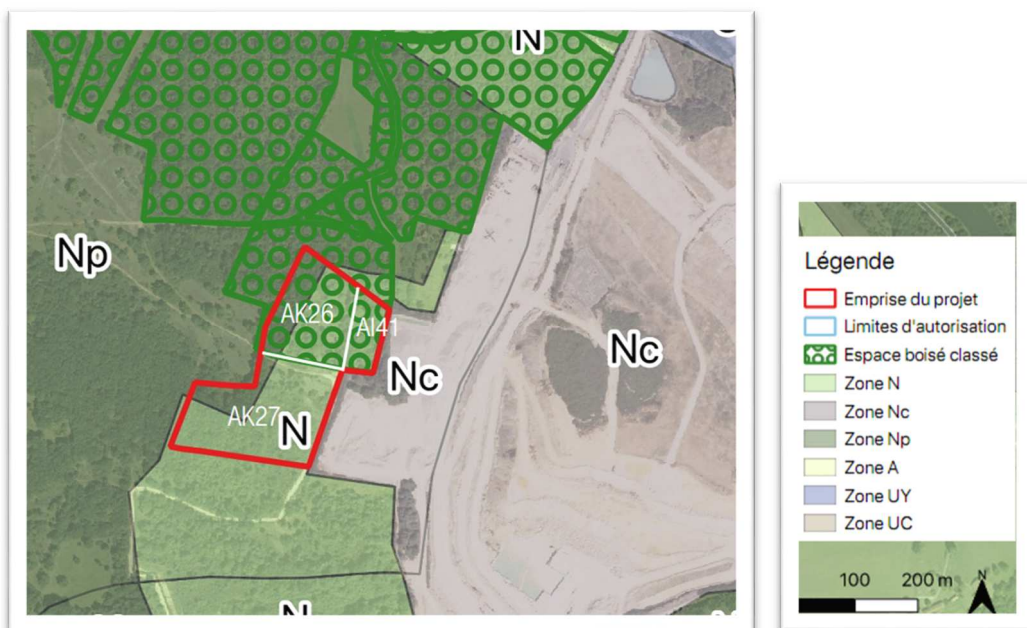 N
Np
AK26
AI41
Nc
Nc
AK27
N
N
Légende
Emprise du projet
Limites d'autorisation
Espace boisé classé
Zone N
Zone Nc
Zone Np
Zone A
Zone UY
Zone UC
100 200 m
N